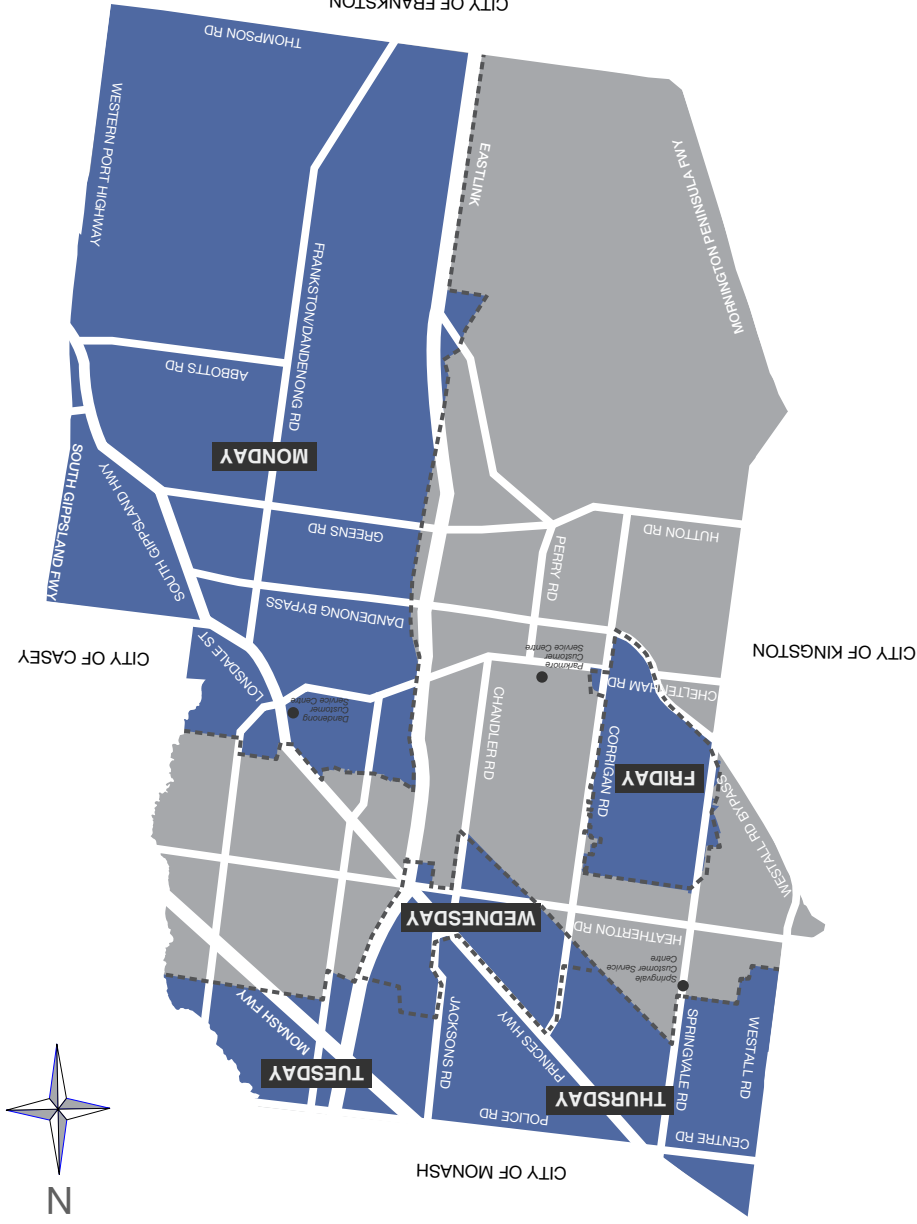 N
CITY OF MONASH
CENTRE RD
POLICE RD
THURSDAY
TUESDAY
WESTALL RD
SPRINGVALE RD
PRINCES HWY
JACKSONS RD
MONASH FWY
Springvale
Customer Service
Centre
HEATHERTON RD
WEDNESDAY
WESTALL RD BYPASS
FRIDAY
CORRIGAN RD
CHANDLER RD
Dandenong
Customer
Service Centre
LONSDALE ST
CHELTENHAM RD
Parkmore
Customer
Service Centre
CITY OF KINGSTON
CITY OF CASEY
DANDENONG BYPASS
PERRY RD
HUTTON RD
GREENS RD
SOUTH GIPPSLAND HWY
SOUTH GIPPSLAND FWY
MONDAY
ABBOTTS RD
FRANKSTON/DANDENONG RD
MORNINGTON PENINSULA FWY
EASTLINK
WESTERN PORT HIGHWAY
THOMPSON RD
CITY OF FRANKSTON